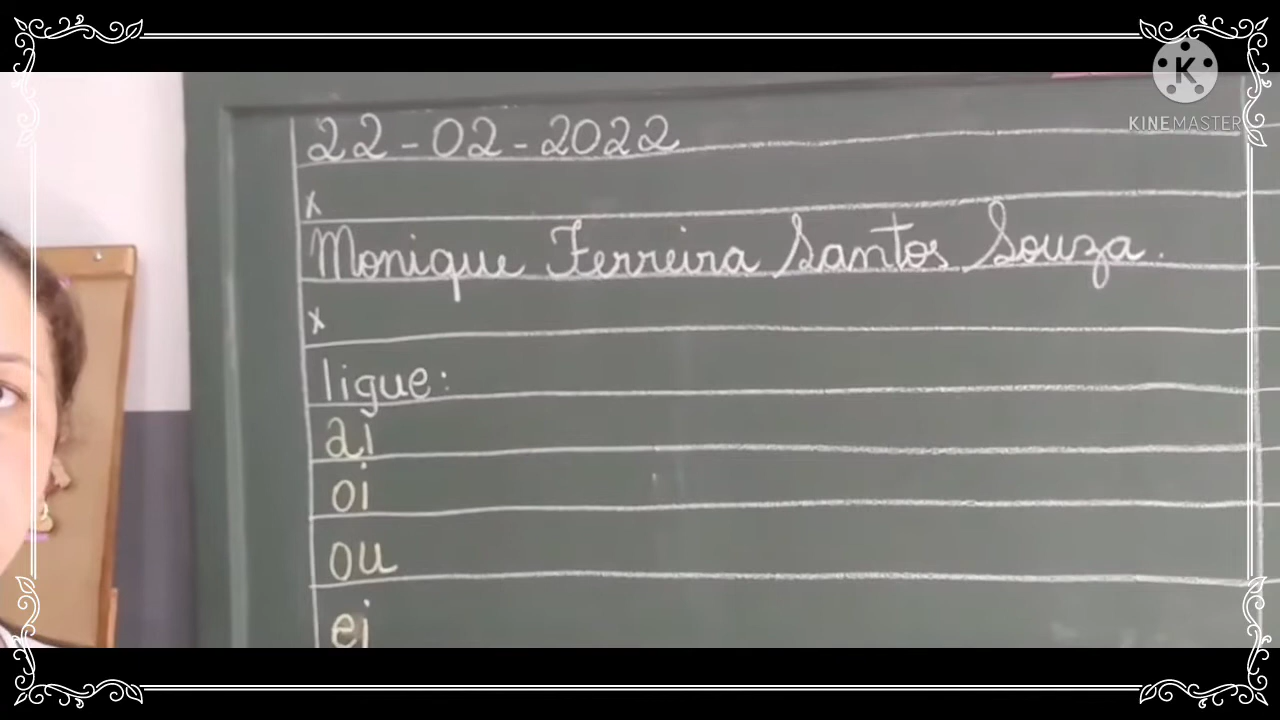 K
KINEMASTER
22-02-2022
x
Monique Ferreira Santos Souza.
x
ligue:
ai
oi
ou
ei